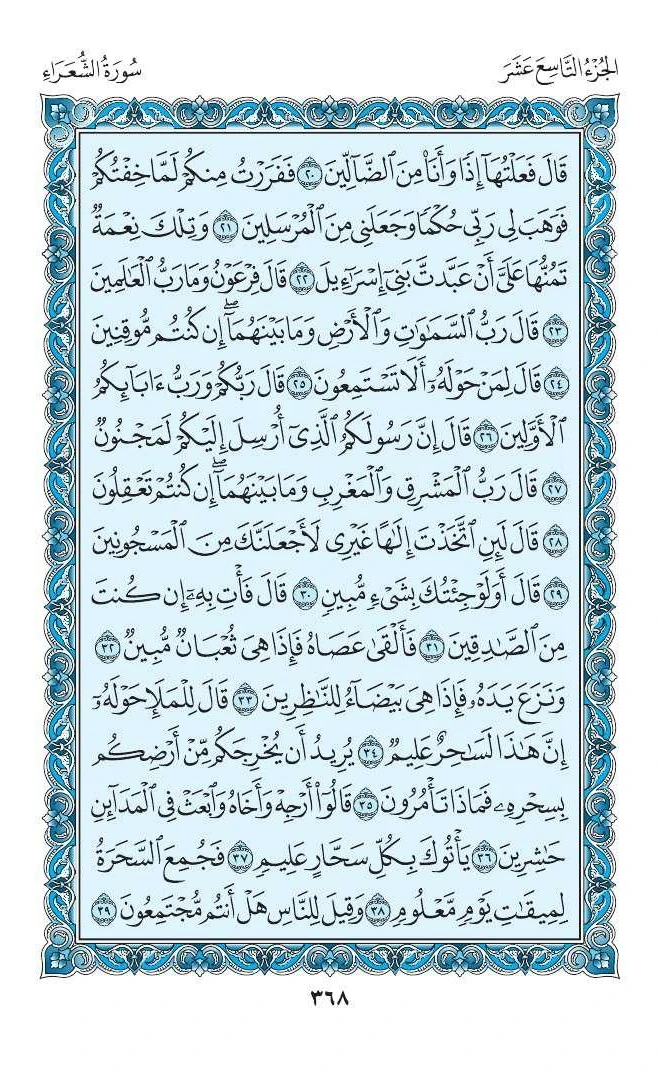 الجُزْءُ التَّاسِعَ عَشَرَ
سُورَةُ الشُّعَرَاءِ
قَالَ فَعَلْتُهَآ إِذًا وَأَنَا۠ مِنَ ٱلضَّآلِّينَ ٢٠ فَفَرَرْتُ مِنكُمْ لَمَّا خِفْتُكُمْ
فَوَهَبَ لِى رَبِّى حُكْمًا وَجَعَلَنِى مِنَ ٱلْمُرْسَلِينَ ٢١ وَتِلْكَ نِعْمَةٌ
تَمُنُّهَا عَلَىَّ أَنْ عَبَّدتَّ بَنِىٓ إِسْرَٰٓءِيلَ ٢٢ قَالَ فِرْعَوْنُ وَمَا رَبُّ ٱلْعَٰلَمِينَ
٢٣ قَالَ رَبُّ ٱلسَّمَٰوَٰتِ وَٱلْأَرْضِ وَمَا بَيْنَهُمَآ ۖ إِن كُنتُم مُّوقِنِينَ
٢٤ قَالَ لِمَنْ حَوْلَهُۥٓ أَلَا تَسْتَمِعُونَ ٢٥ قَالَ رَبُّكُمْ وَرَبُّ ءَابَآئِكُمُ
ٱلْأَوَّلِينَ ٢٦ قَالَ إِنَّ رَسُولَكُمُ ٱلَّذِىٓ أُرْسِلَ إِلَيْكُمْ لَمَجْنُونٌ
٢٧ قَالَ رَبُّ ٱلْمَشْرِقِ وَٱلْمَغْرِبِ وَمَا بَيْنَهُمَآ ۖ إِن كُنتُمْ تَعْقِلُونَ
٢٨ قَالَ لَئِنِ ٱتَّخَذْتَ إِلَٰهًا غَيْرِى لَأَجْعَلَنَّكَ مِنَ ٱلْمَسْجُونِينَ
٢٩ قَالَ أَوَلَوْ جِئْتُكَ بِشَىْءٍ مُّبِينٍ ٣٠ قَالَ فَأْتِ بِهِۦٓ إِن كُنتَ
مِنَ ٱلصَّٰدِقِينَ ٣١ فَأَلْقَىٰ عَصَاهُ فَإِذَا هِىَ ثُعْبَانٌ مُّبِينٌ ٣٢
وَنَزَعَ يَدَهُۥ فَإِذَا هِىَ بَيْضَآءُ لِلنَّٰظِرِينَ ٣٣ قَالَ لِلْمَلَإِ حَوْلَهُۥٓ
إِنَّ هَٰذَا لَسَٰحِرٌ عَلِيمٌ ٣٤ يُرِيدُ أَن يُخْرِجَكُم مِّنْ أَرْضِكُم
بِسِحْرِهِۦ فَمَاذَا تَأْمُرُونَ ٣٥ قَالُوٓا۟ أَرْجِهْ وَأَخَاهُ وَٱبْعَثْ فِى ٱلْمَدَآئِنِ
حَٰشِرِينَ ٣٦ يَأْتُوكَ بِكُلِّ سَحَّارٍ عَلِيمٍ ٣٧ فَجُمِعَ ٱلسَّحَرَةُ
لِمِيقَٰتِ يَوْمٍ مَّعْلُومٍ ٣٨ وَقِيلَ لِلنَّاسِ هَلْ أَنتُم مُّجْتَمِعُونَ ٣٩
٣٦٨